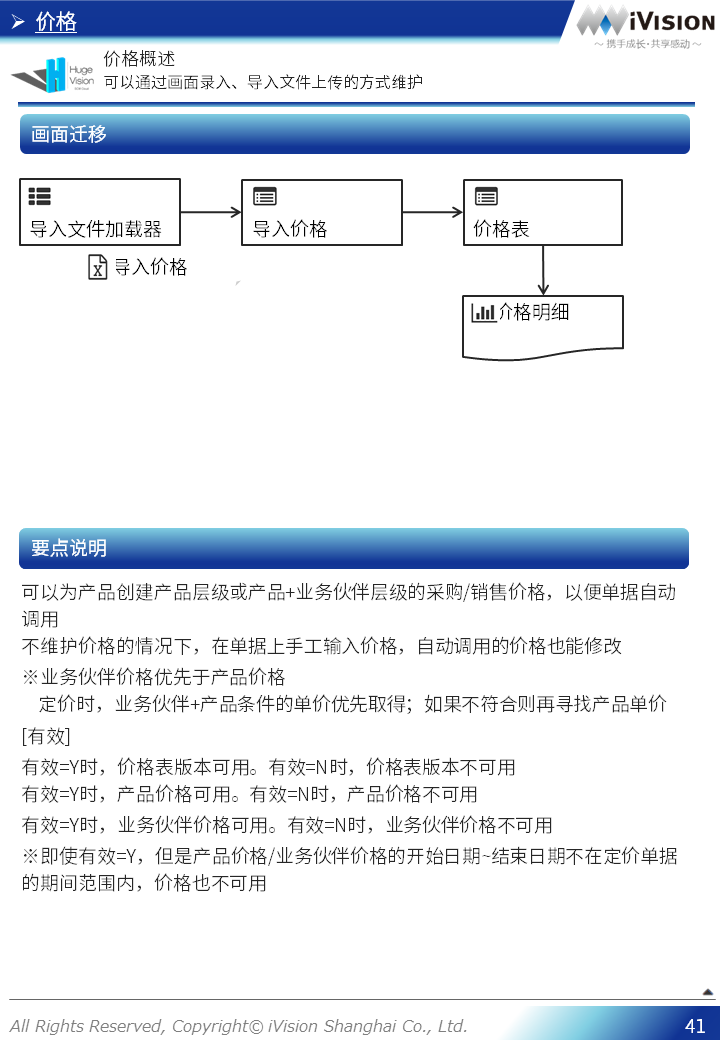 ➢ 价格
iVision
～ 携手成长·共享感动 ～
Huge
Vision
价格概述
可以通过画面录入、导入文件上传的方式维护
画面迁移
导入文件加载器
导入价格
价格表
X 导入价格
价格明细
要点说明
可以为产品创建产品层级或产品+业务伙伴层级的采购/销售价格，以便单据自动
调用
不维护价格的情况下，在单据上手工输入价格，自动调用的价格也能修改
※业务伙伴价格优先于产品价格
定价时，业务伙伴+产品条件的单价优先取得；如果不符合则再寻找产品单价
[有效]
有效=Y时，价格表版本可用。有效=N时，价格表版本不可用
有效=Y时，产品价格可用。有效=N时，产品价格不可用
有效=Y时，业务伙伴价格可用。有效=N时，业务伙伴价格不可用
※即使有效=Y，但是产品价格/业务伙伴价格的开始日期~结束日期不在定价单据
的期间范围内，价格也不可用
All Rights Reserved, Copyright© iVision Shanghai Co., Ltd.
41